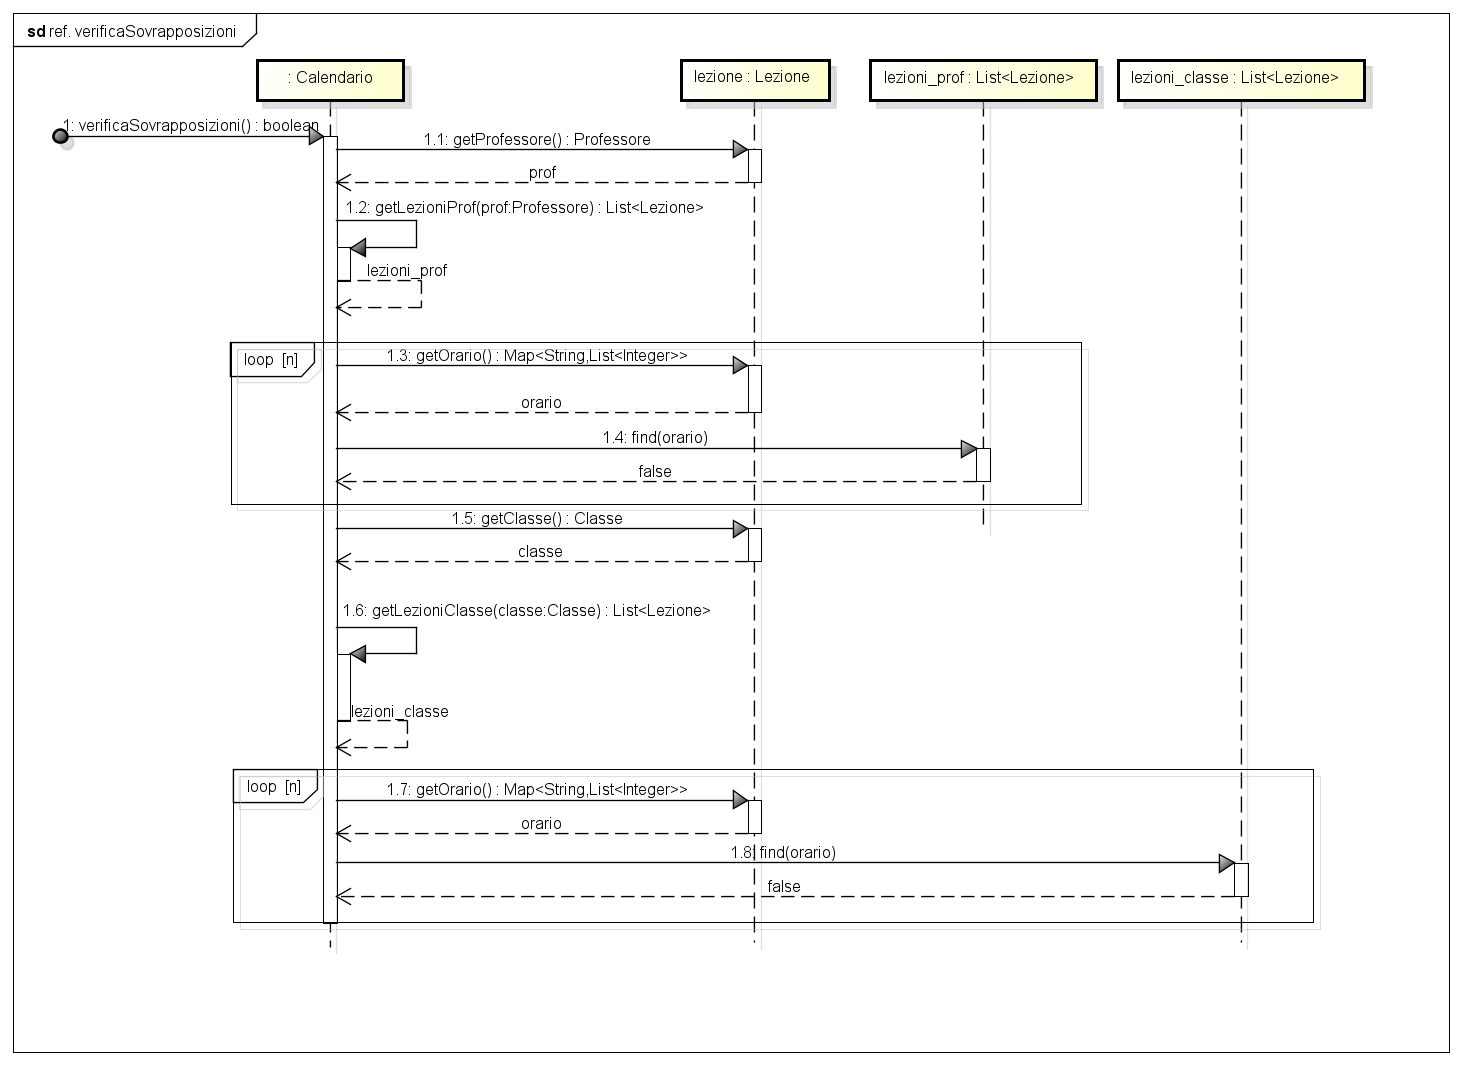 sd ref. verificaSovrapposizioni
: Calendario
lezione : Lezione
lezioni_prof : List<Lezione>
lezioni_classe : List<Lezione>
1: verificaSovrapposizioni() : boolean
1.1: getProfessore() : Professore
prof
1.2: getLezioniProf(prof:Professore) : List<Lezione>
lezioni_prof
loop [n]
1.3: getOrario() : Map<String,List<Integer>>
orario
1.4: find(orario)
false
1.5: getClasse() : Classe
classe
1.6: getLezioniClasse(classe:Classe) : List<Lezione>
lezioni_classe
loop [n]
1.7: getOrario() : Map<String,List<Integer>>
orario
1.8: find(orario)
false